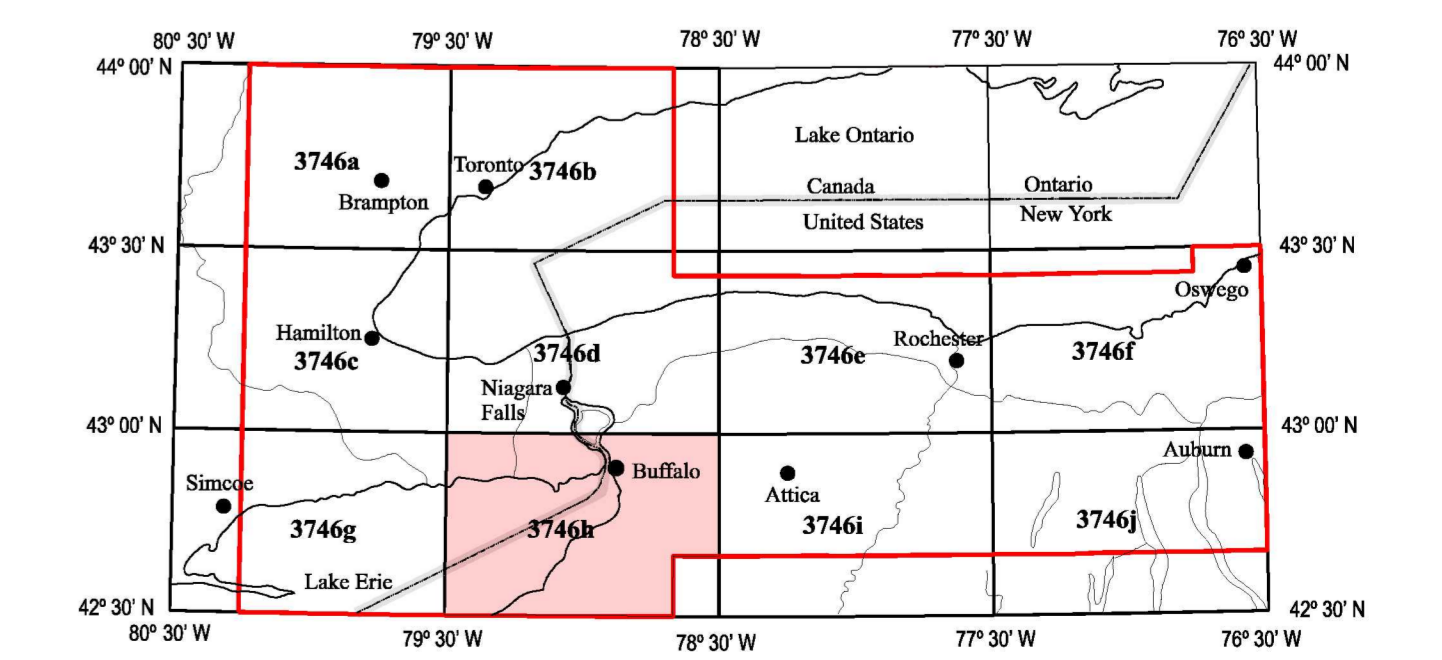 80º 30' W
79º 30' W
78º 30' W
77º 30' W
76º 30' W
44º 00' N
44º 00' N
Lake Ontario
3746a
Toronto
3746b
Brampton
Canada
Ontario
United States
New York
43º 30' N
43º 30' N
Oswego
Hamilton
3746c
3746d
3746e
Rochester
3746f
Niagara
Falls
43º 00' N
43º 00' N
Simcoe
Buffalo
Attica
Auburn
3746g
3746h
3746i
3746j
Lake Erie
42º 30' N
42º 30' N
80º 30' W
79º 30' W
78º 30' W
77º 30' W
76º 30' W